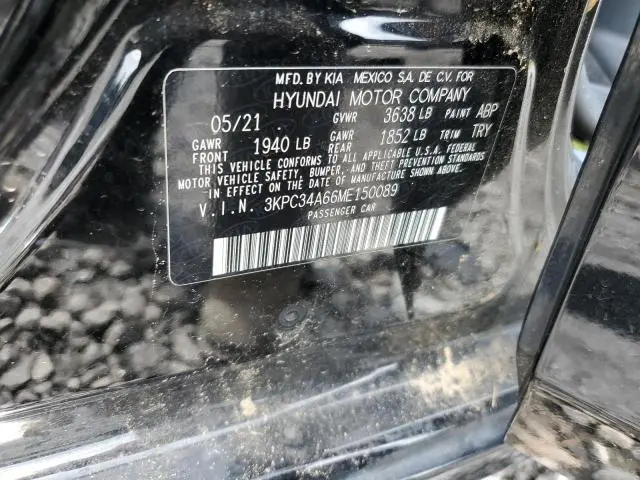 MFD. BY KIA MEXICO S.A. DE C.V. FOR
HYUNDAI MOTOR COMPANY
05/21 GVWR 3638 LB PAINT ABP
GAWR FRONT 1940 LB GAWR REAR 1852 LB TRIM TRY
THIS VEHICLE CONFORMS TO ALL APPLICABLE U.S.A. FEDERAL
MOTOR VEHICLE SAFETY, BUMPER, AND THEFT PREVENTION STANDARDS
IN EFFECT ON THE DATE OF MANUFACTURE SHOWN ABOVE.
V.I.N. 3KPC34A66ME150089
PASSENGER CAR